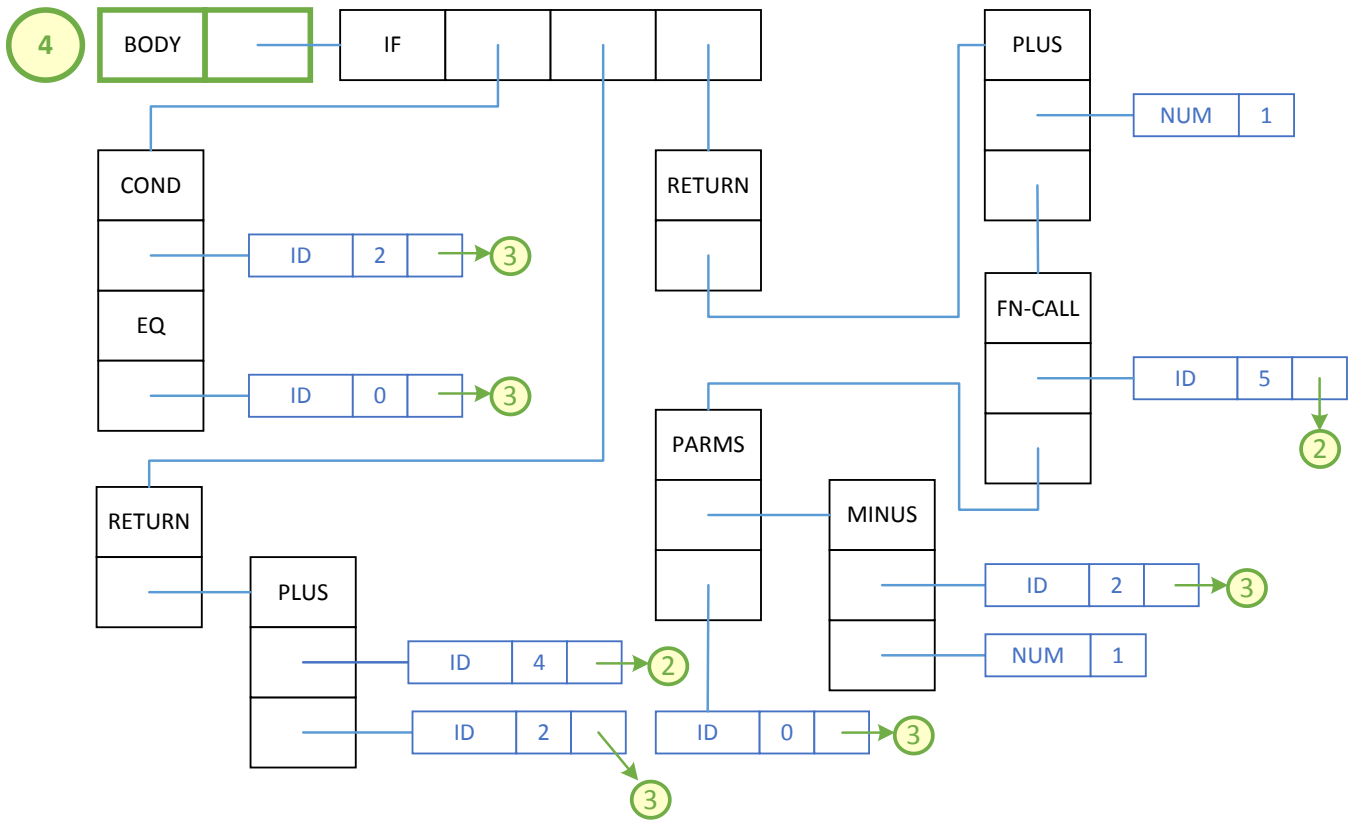 4 BODY IF PLUS
NUM 1
COND RETURN
ID 2 3
FN-CALL
EQ
ID 0 3
ID 5
2
PARMS
RETURN MINUS
PLUS
ID 2 3
ID 4 2
NUM 1
ID 2 ID 0 3
3